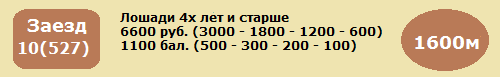 Заезд
10(527)
Лошади 4х лет и старше
6600 руб. (3000 - 1800 - 1200 - 600)
1100 бал. (500 - 300 - 200 - 100)
1600м